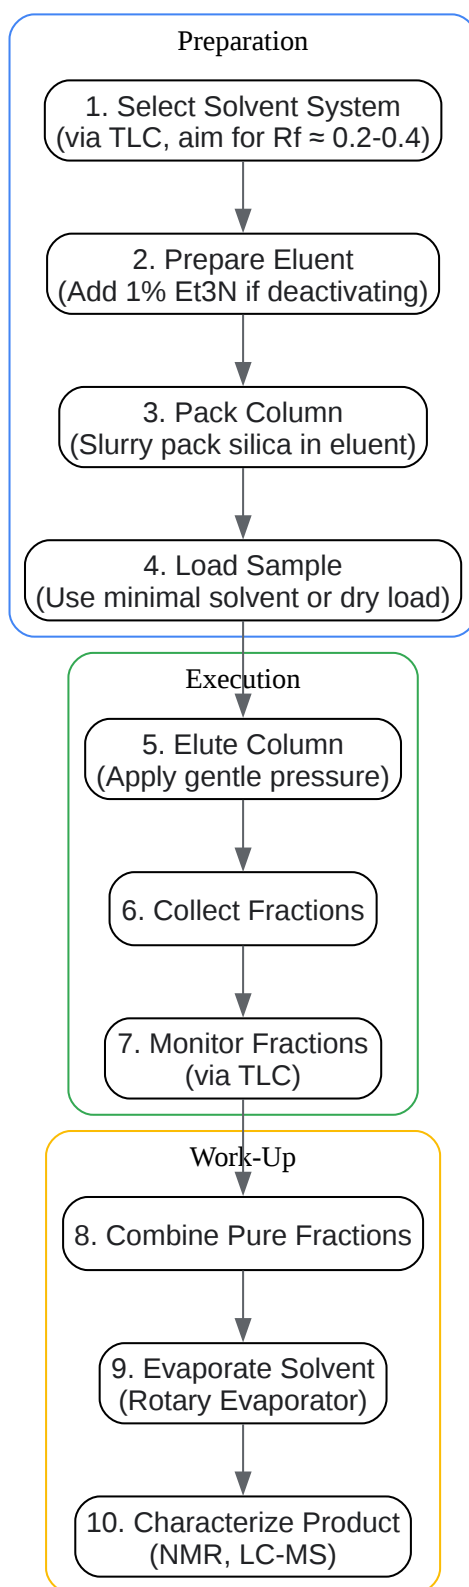 Preparation
1. Select Solvent System
(via TLC, aim for Rf ≈ 0.2-0.4)
2. Prepare Eluent
(Add 1% Et3N if deactivating)
3. Pack Column
(Slurry pack silica in eluent)
4. Load Sample
(Use minimal solvent or dry load)
Execution
5. Elute Column
(Apply gentle pressure)
6. Collect Fractions
7. Monitor Fractions
(via TLC)
Work-Up
8. Combine Pure Fractions
9. Evaporate Solvent
(Rotary Evaporator)
10. Characterize Product
(NMR, LC-MS)